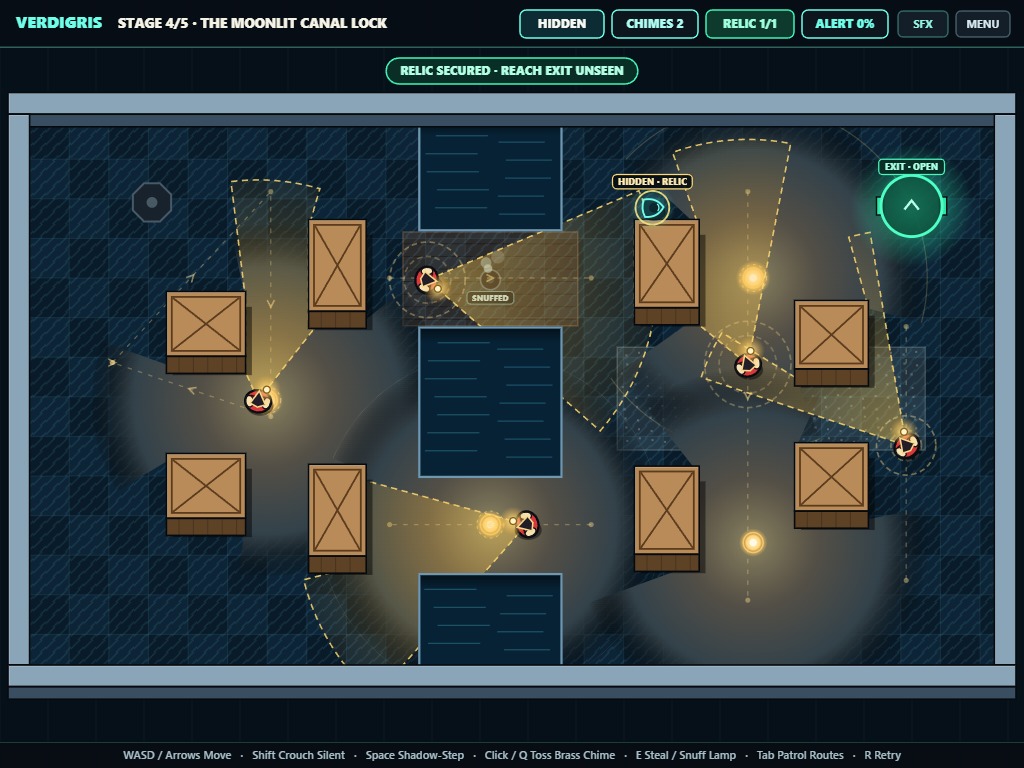 VERDIGRIS STAGE 4/5 · THE MOONLIT CANAL LOCK HIDDEN CHIMES 2 RELIC 1/1 ALERT 0% SFX MENU
RELIC SECURED · REACH EXIT UNSEEN
EXIT · OPEN
HIDDEN · RELIC
SNUFFED
WASD / Arrows Move · Shift Crouch Silent · Space Shadow-Step · Click / Q Toss Brass Chime · E Steal / Snuff Lamp · Tab Patrol Routes · R Retry